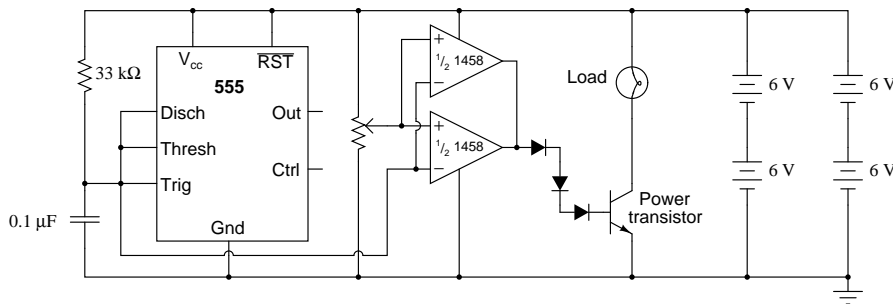 V_cc
RST
33 kΩ
555
Disch
Out
Thresh
Trig
Ctrl
Gnd
0.1 µF
+
1/2 1458
−
+
1/2 1458
−
Load
Power
transistor
6 V
6 V
6 V
6 V